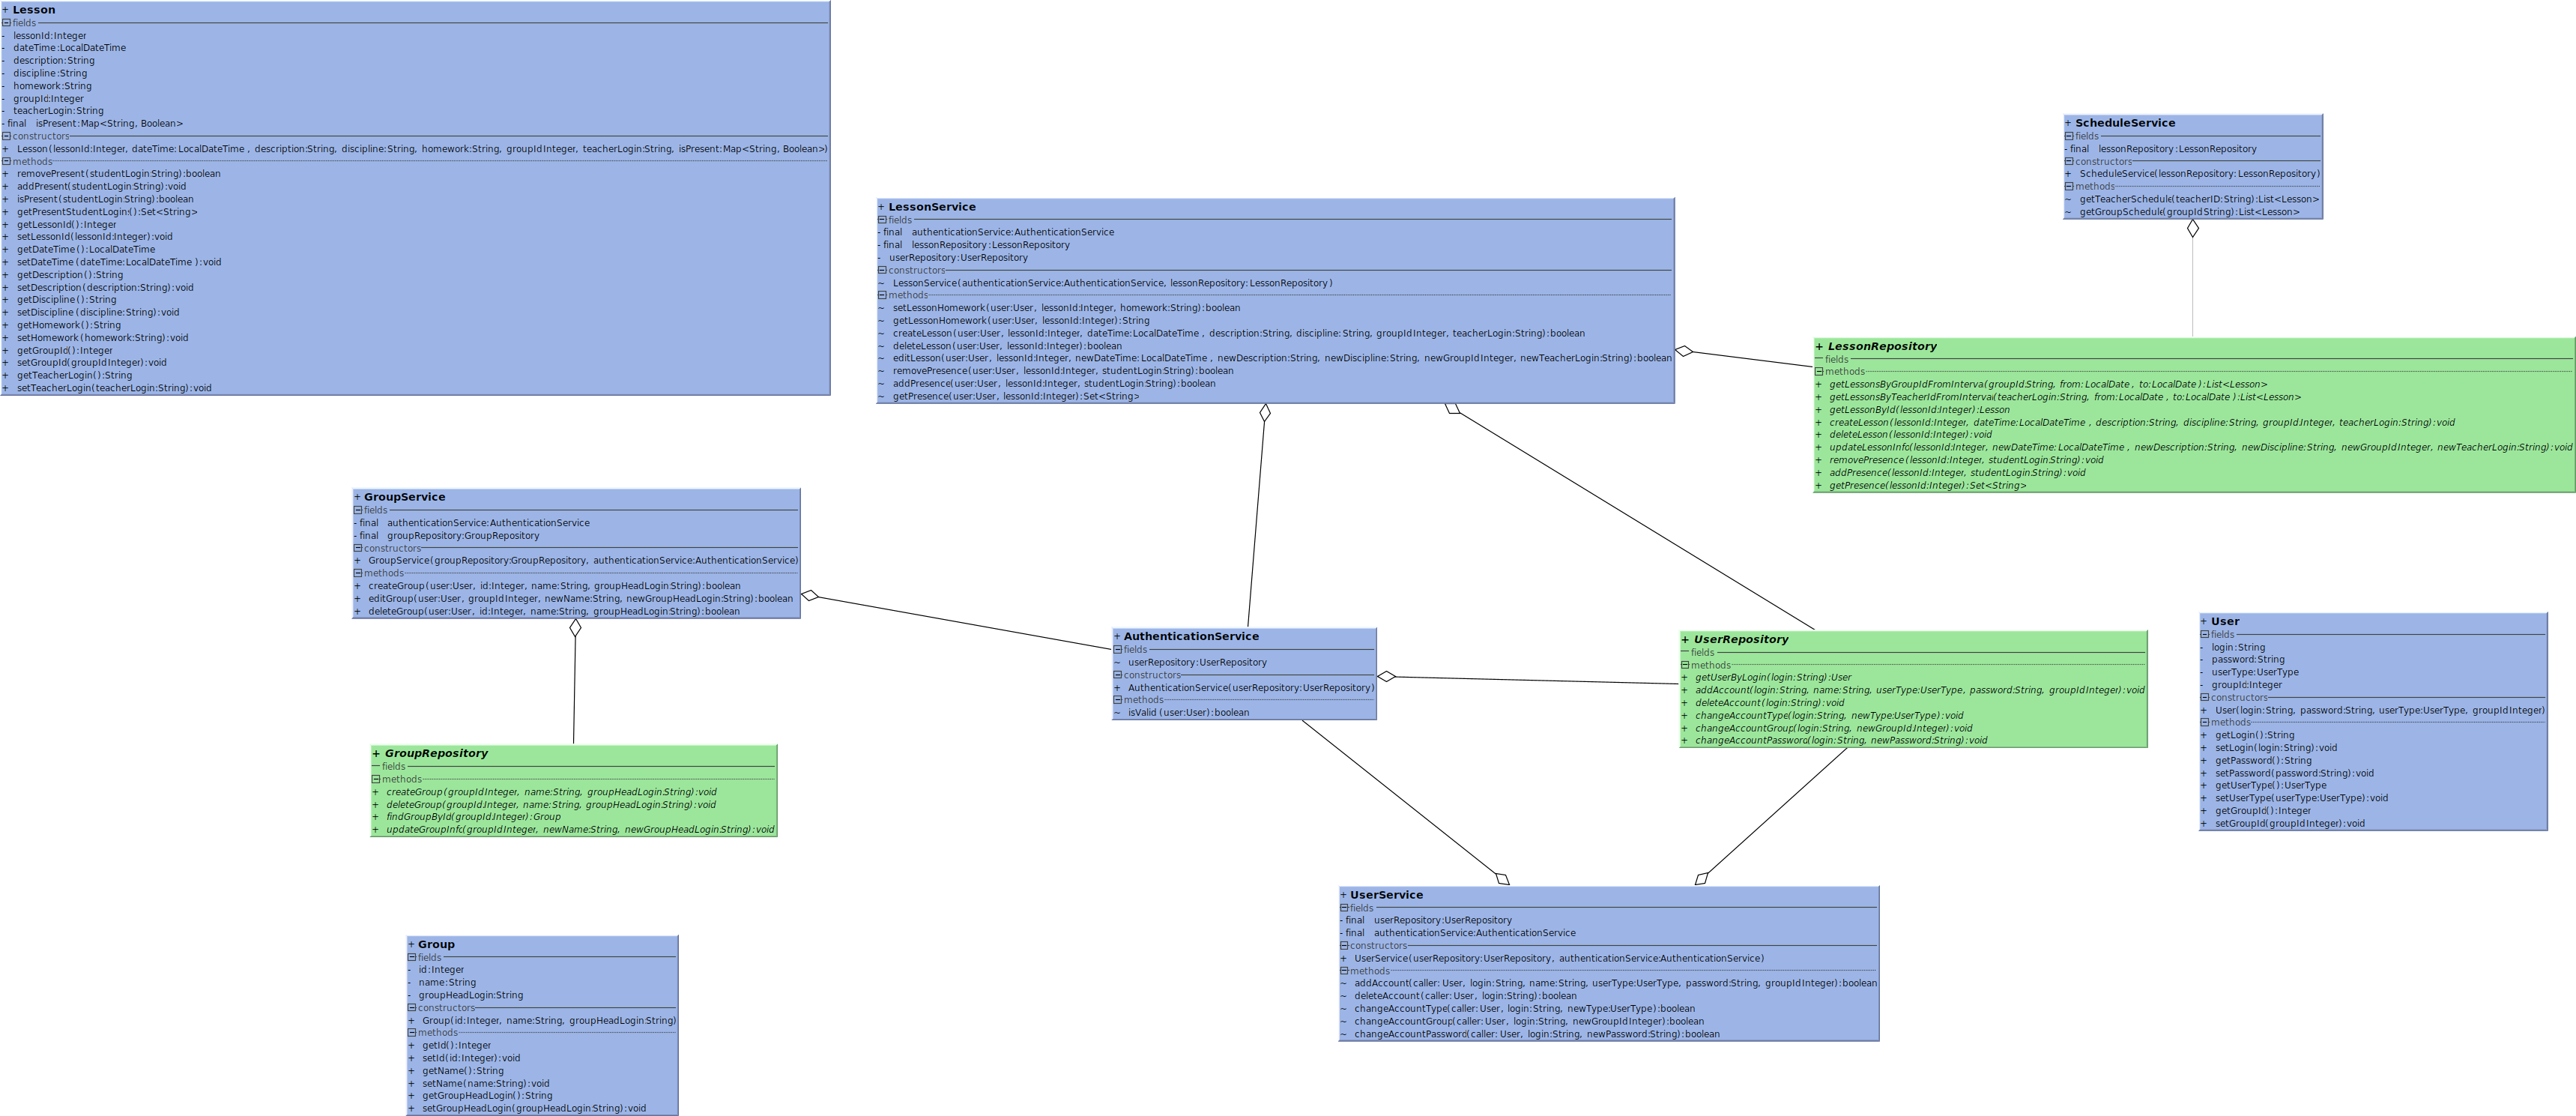 + Lesson
fields
- lessonId:Integer
- dateTime:LocalDateTime
- description:String
- discipline:String
- homework:String
- groupId:Integer
- teacherLogin:String
- final isPresent:Map<String, Boolean>
constructors
+ Lesson(lessonId:Integer, dateTime:LocalDateTime, description:String, discipline:String, homework:String, groupId:Integer, teacherLogin:String, isPresent:Map<String, Boolean>)
methods
+ removePresent(studentLogin:String):boolean
+ addPresent(studentLogin:String):void
+ isPresent(studentLogin:String):boolean
+ getPresentStudentLogin():Set<String>
+ getLessonId():Integer
+ setLessonId(lessonId:Integer):void
+ getDateTime():LocalDateTime
+ setDateTime(dateTime:LocalDateTime):void
+ getDescription():String
+ setDescription(description:String):void
+ getDiscipline():String
+ setDiscipline(discipline:String):void
+ getHomework():String
+ setHomework(homework:String):void
+ getGroupId():Integer
+ setGroupId(groupId:Integer):void
+ getTeacherLogin():String
+ setTeacherLogin(teacherLogin:String):void
+ ScheduleService
fields
- final lessonRepository:LessonRepository
constructors
+ ScheduleService(lessonRepository:LessonRepository)
methods
~ getTeacherSchedule(teacherID:String):List<Lesson>
~ getGroupSchedule(groupId:String):List<Lesson>
+ LessonService
fields
- final authenticationService:AuthenticationService
- final lessonRepository:LessonRepository
- userRepository:UserRepository
constructors
~ LessonService(authenticationService:AuthenticationService, lessonRepository:LessonRepository)
methods
~ setLessonHomework(user:User, lessonId:Integer, homework:String):boolean
~ getLessonHomework(user:User, lessonId:Integer):String
~ createLesson(user:User, lessonId:Integer, dateTime:LocalDateTime, description:String, discipline:String, groupId:Integer, teacherLogin:String):boolean
~ deleteLesson(user:User, lessonId:Integer):boolean
~ editLesson(user:User, lessonId:Integer, newDateTime:LocalDateTime, newDescription:String, newDiscipline:String, newGroupId:Integer, newTeacherLogin:String):boolean
~ removePresence(user:User, lessonId:Integer, studentLogin:String):boolean
~ addPresence(user:User, lessonId:Integer, studentLogin:String):boolean
~ getPresence(user:User, lessonId:Integer):Set<String>
+ LessonRepository
fields
methods
+ getLessonsByGroupIdFromInterval(groupId:String, from:LocalDate, to:LocalDate):List<Lesson>
+ getLessonsByTeacherIdFromInterval(teacherLogin:String, from:LocalDate, to:LocalDate):List<Lesson>
+ getLessonById(lessonId:Integer):Lesson
+ createLesson(lessonId:Integer, dateTime:LocalDateTime, description:String, discipline:String, groupId:Integer, teacherLogin:String):void
+ deleteLesson(lessonId:Integer):void
+ updateLessonInfo(lessonId:Integer, newDateTime:LocalDateTime, newDescription:String, newDiscipline:String, newGroupId:Integer, newTeacherLogin:String):void
+ removePresence(lessonId:Integer, studentLogin:String):void
+ addPresence(lessonId:Integer, studentLogin:String):void
+ getPresence(lessonId:Integer):Set<String>
+ GroupService
fields
- final authenticationService:AuthenticationService
- final groupRepository:GroupRepository
constructors
+ GroupService(groupRepository:GroupRepository, authenticationService:AuthenticationService)
methods
+ createGroup(user:User, id:Integer, name:String, groupHeadLogin:String):boolean
+ editGroup(user:User, groupId:Integer, newName:String, newGroupHeadLogin:String):boolean
+ deleteGroup(user:User, id:Integer, name:String, groupHeadLogin:String):boolean
+ AuthenticationService
fields
~ userRepository:UserRepository
constructors
+ AuthenticationService(userRepository:UserRepository)
methods
~ isValid(user:User):boolean
+ UserRepository
fields
methods
+ getUserByLogin(login:String):User
+ addAccount(login:String, name:String, userType:UserType, password:String, groupId:Integer):void
+ deleteAccount(login:String):void
+ changeAccountType(login:String, newType:UserType):void
+ changeAccountGroup(login:String, newGroupId:Integer):void
+ changeAccountPassword(login:String, newPassword:String):void
+ User
fields
- login:String
- password:String
- userType:UserType
- groupId:Integer
constructors
+ User(login:String, password:String, userType:UserType, groupId:Integer)
methods
+ getLogin():String
+ setLogin(login:String):void
+ getPassword():String
+ setPassword(password:String):void
+ getUserType():UserType
+ setUserType(userType:UserType):void
+ getGroupId():Integer
+ setGroupId(groupId:Integer):void
+ GroupRepository
fields
methods
+ createGroup(groupId:Integer, name:String, groupHeadLogin:String):void
+ deleteGroup(groupId:Integer, name:String, groupHeadLogin:String):void
+ findGroupById(groupId:Integer):Group
+ updateGroupInfo(groupId:Integer, newName:String, newGroupHeadLogin:String):void
+ UserService
fields
- final userRepository:UserRepository
- final authenticationService:AuthenticationService
constructors
+ UserService(userRepository:UserRepository, authenticationService:AuthenticationService)
methods
~ addAccount(caller:User, login:String, name:String, userType:UserType, password:String, groupId:Integer):boolean
~ deleteAccount(caller:User, login:String):boolean
~ changeAccountType(caller:User, login:String, newType:UserType):boolean
~ changeAccountGroup(caller:User, login:String, newGroupId:Integer):boolean
~ changeAccountPassword(caller:User, login:String, newPassword:String):boolean
+ Group
fields
- id:Integer
- name:String
- groupHeadLogin:String
constructors
+ Group(id:Integer, name:String, groupHeadLogin:String)
methods
+ getId():Integer
+ setId(id:Integer):void
+ getName():String
+ setName(name:String):void
+ getGroupHeadLogin():String
+ setGroupHeadLogin(groupHeadLogin:String):void